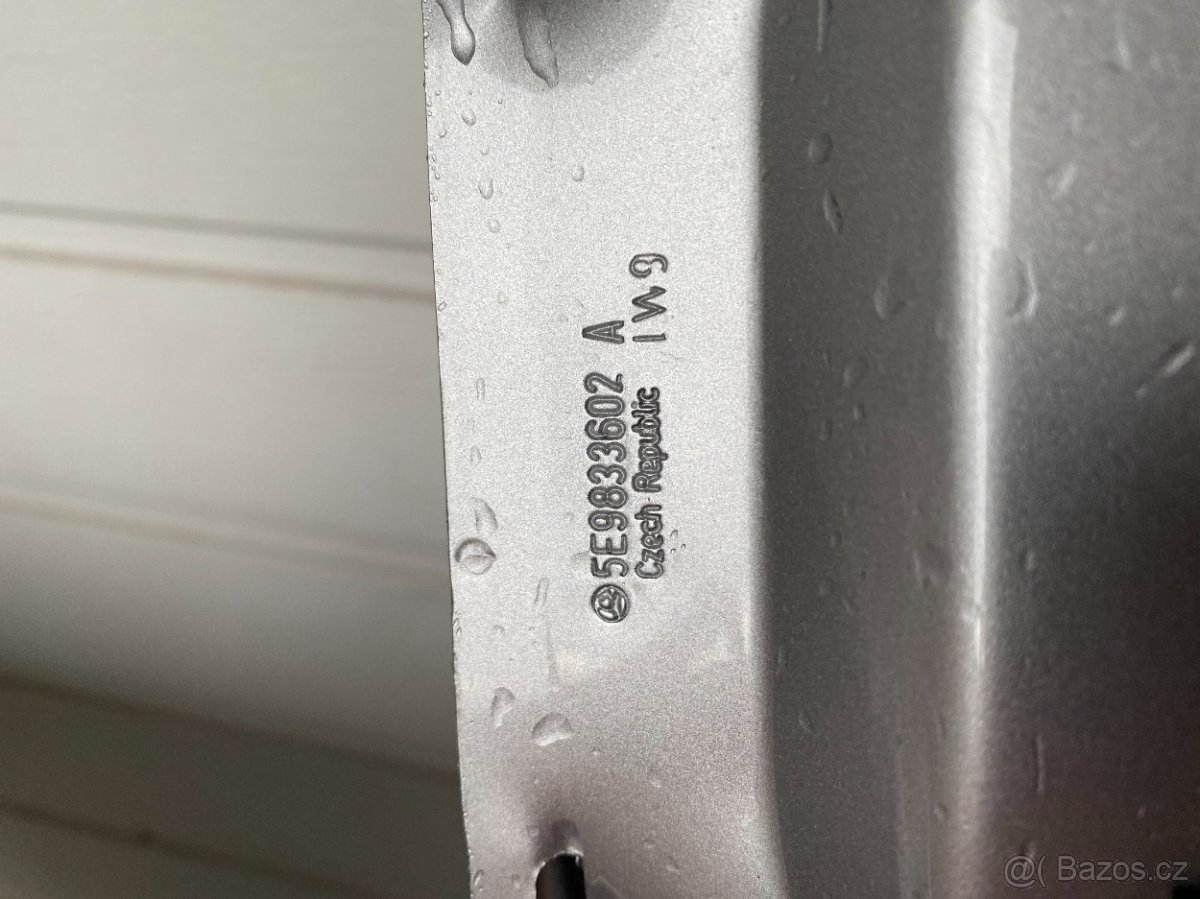 5E9833602 A
Czech Republic IW9
@( Bazos.cz